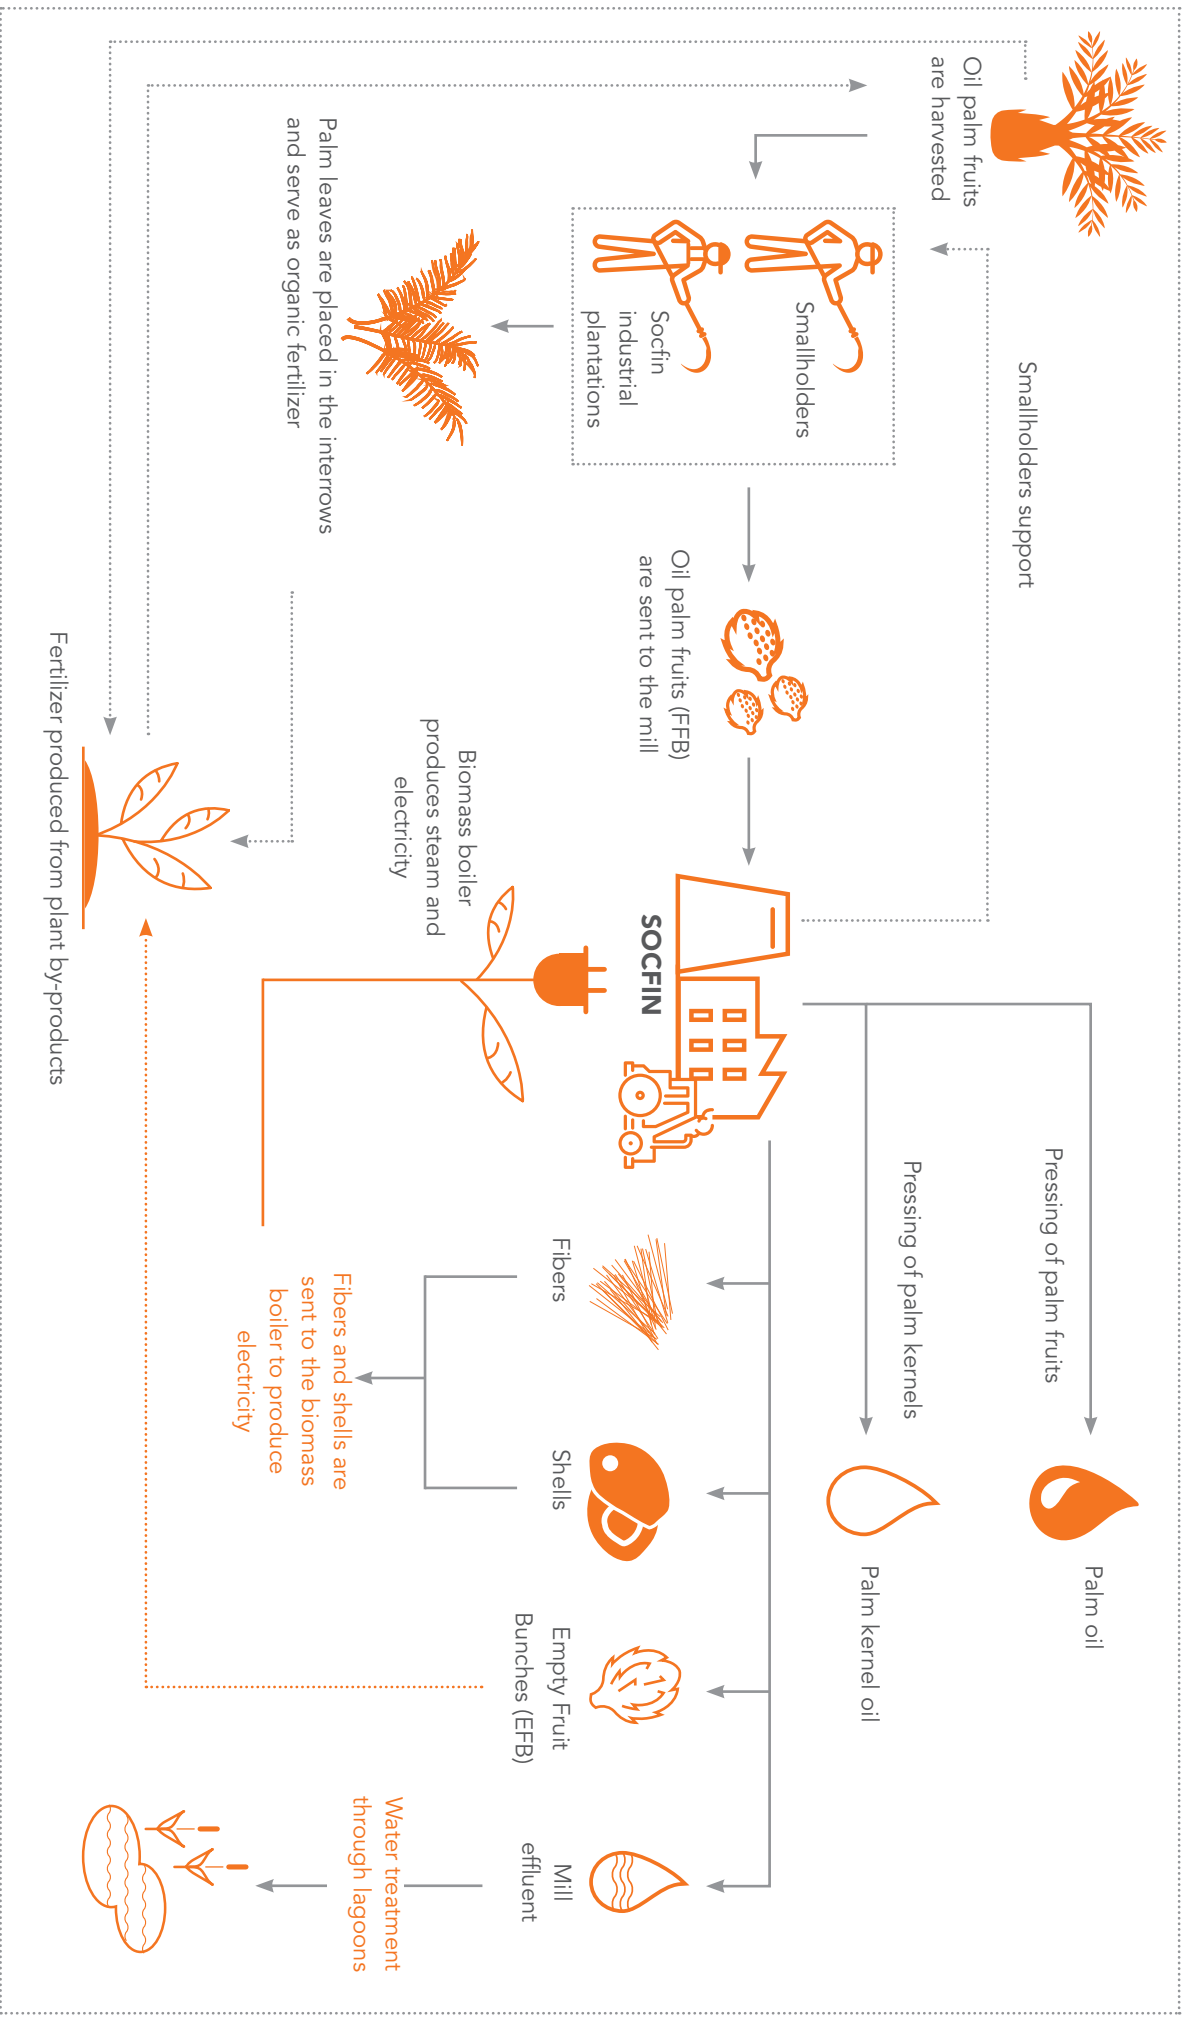 Oil palm fruits
are harvested
Smallholders support
Smallholders
Socfin
industrial
plantations
Palm leaves are placed in the interrows
and serve as organic fertilizer
Oil palm fruits (FFB)
are sent to the mill
SOCFIN
Biomass boiler
produces steam and
electricity
Fertilizer produced from plant by-products
Pressing of palm fruits
Palm oil
Pressing of palm kernels
Palm kernel oil
Fibers
Shells
Empty Fruit
Bunches (EFB)
Mill
effluent
Fibers and shells are
sent to the biomass
boiler to produce
electricity
Water treatment
through lagoons